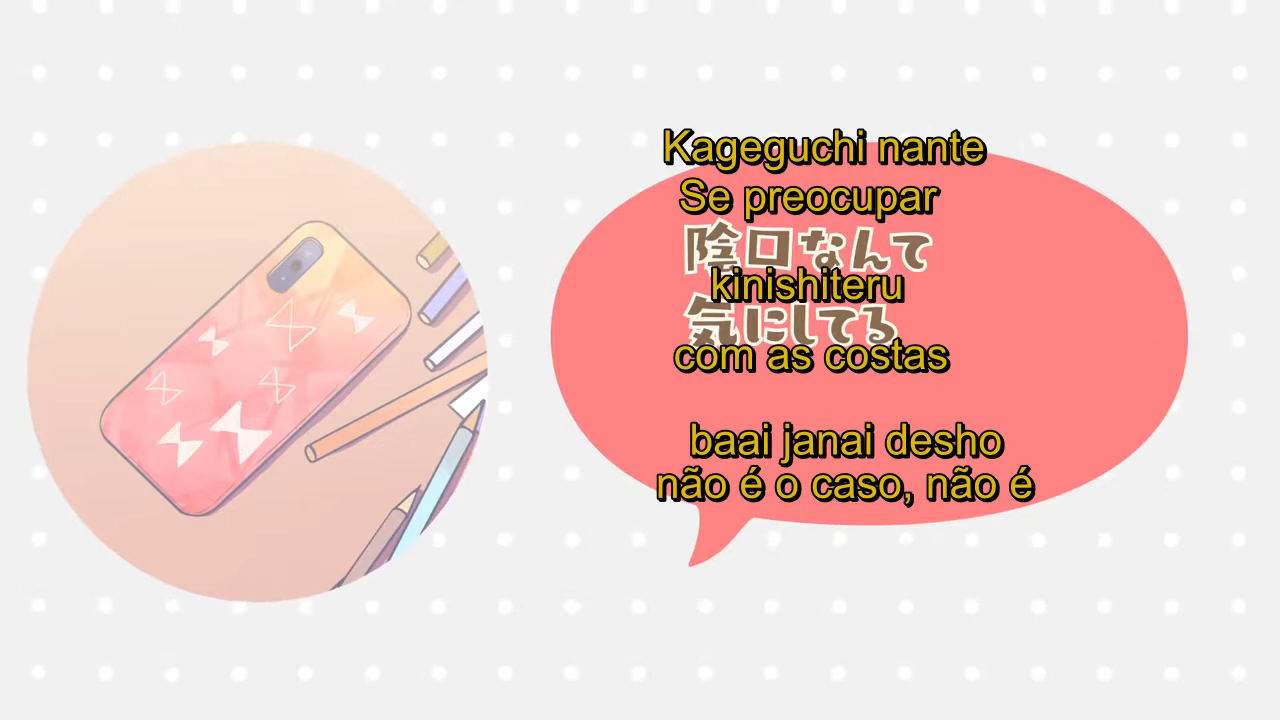 Kageguchi nante
Se preocupar
陰口なんて
kinishiteru
気にしてる
com as costas
baai janai desho
não é o caso, não é